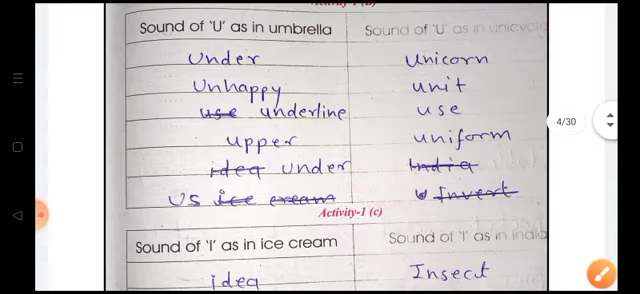 Activity-1 (b)
Sound of 'U' as in umbrella Sound of 'U' as in unicycle
Under Unicorn
Unhappy unit
use underline use
upper uniform
idea under India
US ice cream Invert
Activity-1 (c)
Sound of 'I' as in ice cream Sound of 'I' as in india
idea Insect
4/30